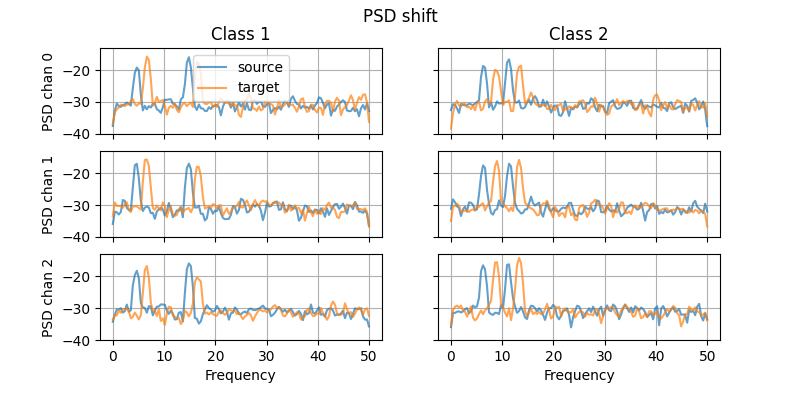 PSD shift
Class 1
Class 2
PSD chan 0
−20
−30
−40
source
target
PSD chan 1
−20
−30
−40
PSD chan 2
−20
−30
−40
0 10 20 30 40 50
0 10 20 30 40 50
Frequency
Frequency